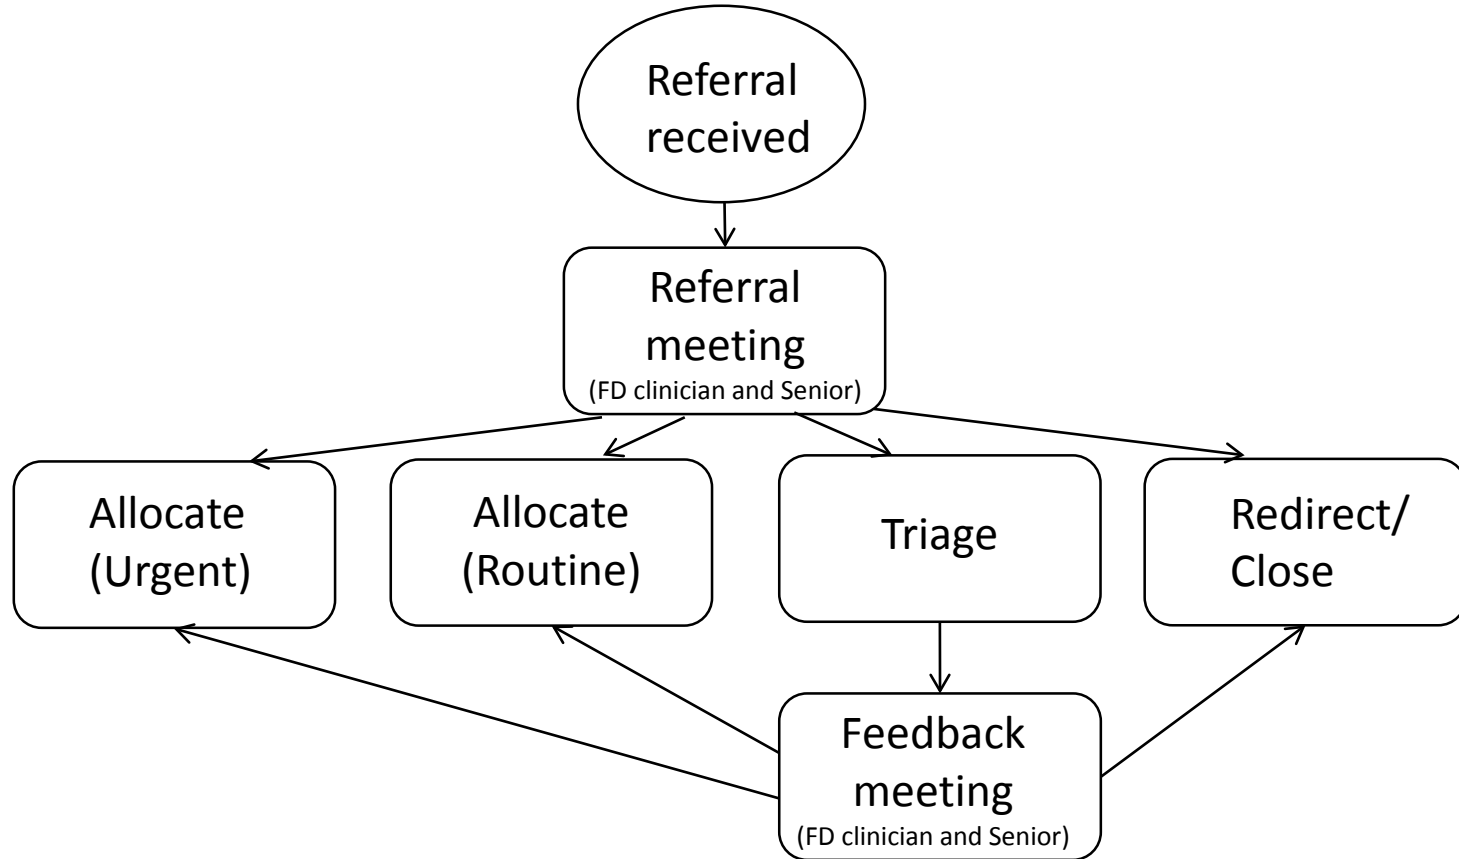 Referral
received
Referral
meeting
(FD clinician and Senior)
Allocate
(Urgent)
Allocate
(Routine)
Triage
Redirect/
Close
Feedback
meeting
(FD clinician and Senior)